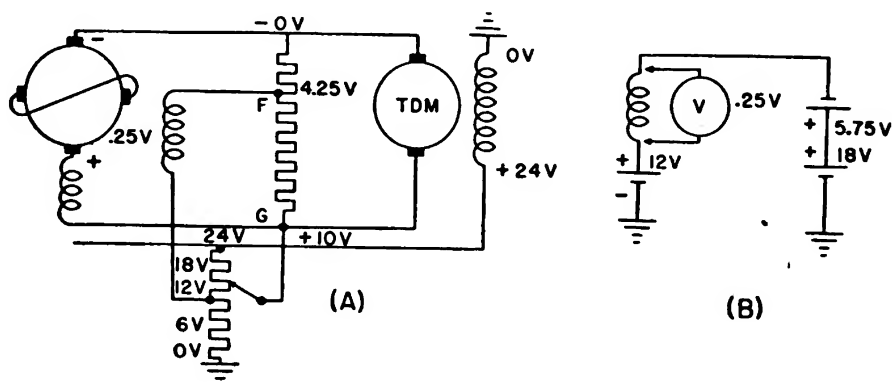 -0V
-
4.25V
F
.25V
+
TDM
0V
+24V
G
24V
+10V
18V
12V
6V
0V
(A)
V
.25V
+
12V
-
+
5.75V
+
18V
(B)